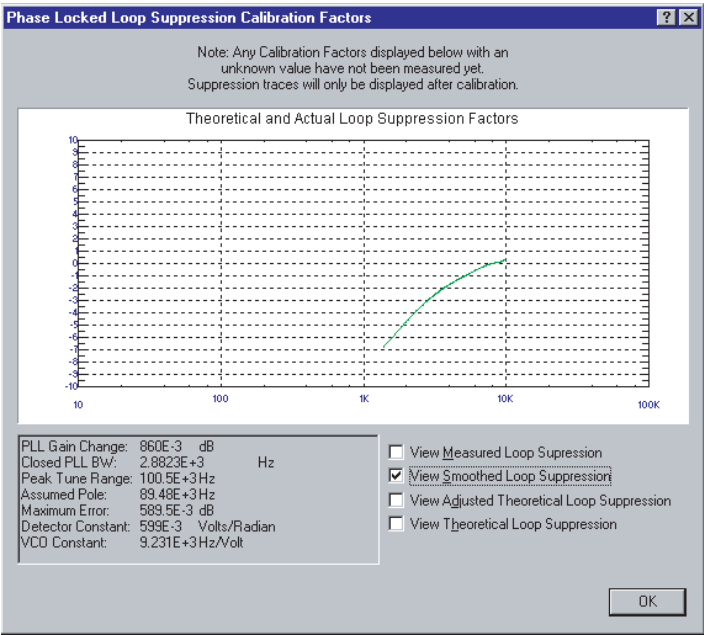 Phase Locked Loop Suppression Calibration Factors
Note: Any Calibration Factors displayed below with an
unknown value have not been measured yet.
Suppression traces will only be displayed after calibration.
Theoretical and Actual Loop Suppression Factors
10
9
8
7
6
5
4
3
2
1
0
-1
-2
-3
-4
-5
-6
-7
-8
-9
-10
10
100
1K
10K
100K
PLL Gain Change: 860E-3 dB
Closed PLL BW: 2.8823E+3 Hz
Peak Tune Range: 100.5E+3 Hz
Assumed Pole: 89.48E+3 Hz
Maximum Error: 589.5E-3 dB
Detector Constant: 599E-3 Volts/Radian
VCO Constant: 9.231E+3 Hz/Volt
View Measured Loop Supression
View Smoothed Loop Suppression
View Adjusted Theoretical Loop Suppression
View Theoretical Loop Suppression
OK